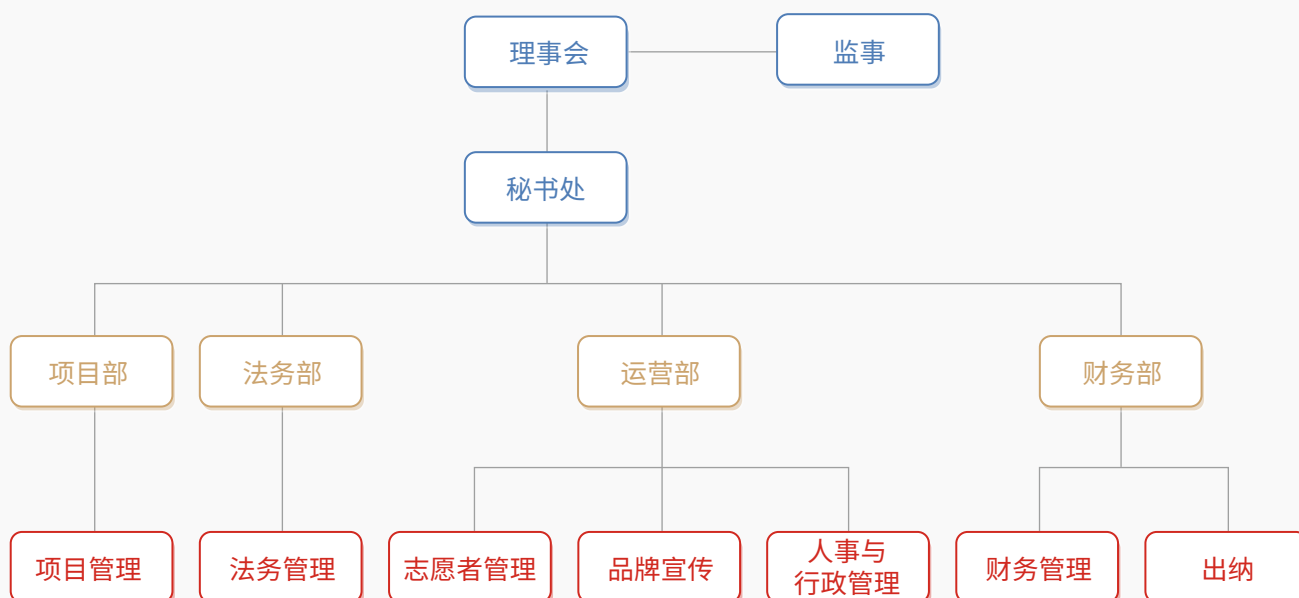 理事会
监事
秘书处
项目部
法务部
运营部
财务部
项目管理
法务管理
志愿者管理
品牌宣传
人事与
行政管理
财务管理
出纳